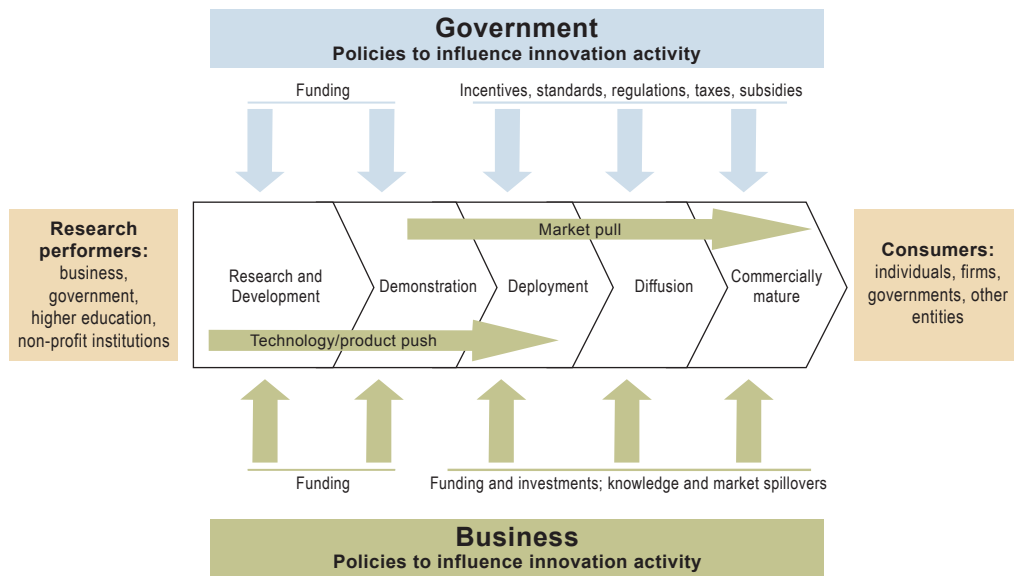 Government
Policies to influence innovation activity
Funding
Incentives, standards, regulations, taxes, subsidies
Research
performers:
business,
government,
higher education,
non-profit institutions
Market pull
Research and
Development
Demonstration
Deployment
Diffusion
Commercially
mature
Technology/product push
Consumers:
individuals, firms,
governments, other
entities
Funding
Funding and investments; knowledge and market spillovers
Business
Policies to influence innovation activity